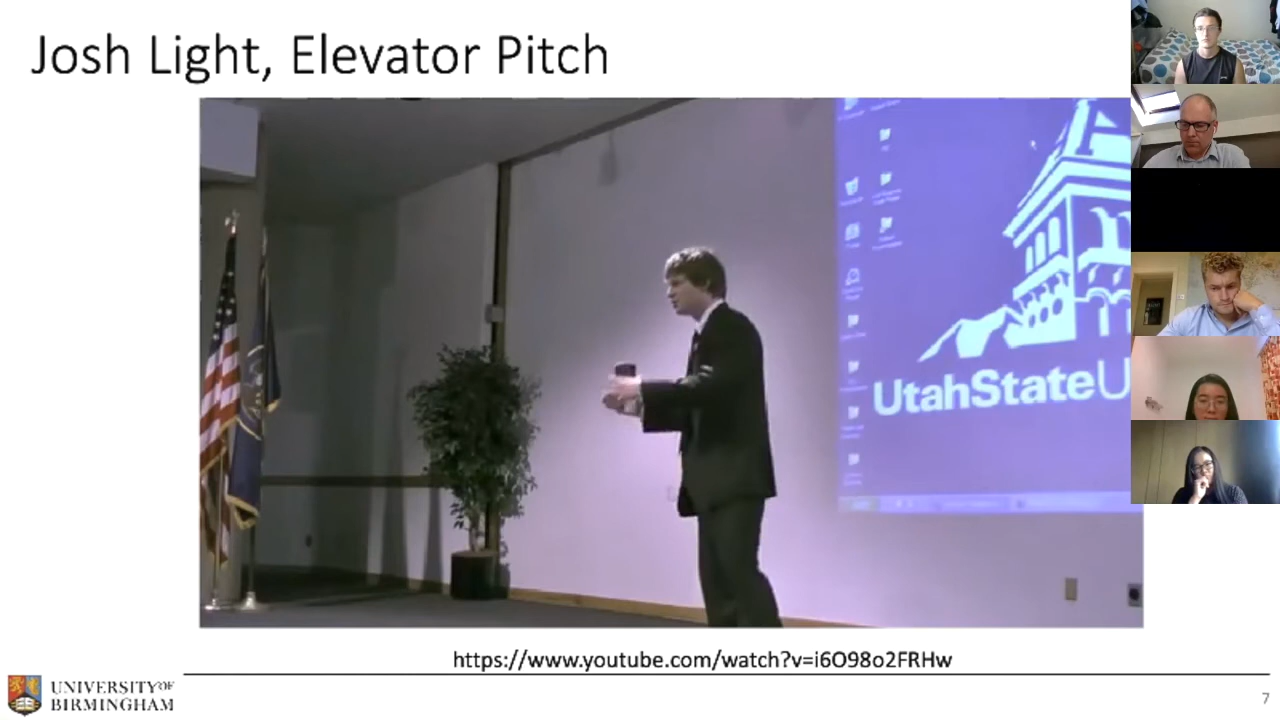 Josh Light, Elevator Pitch
UtahStateU
https://www.youtube.com/watch?v=i6O98o2FRHw
UNIVERSITY OF
BIRMINGHAM
7